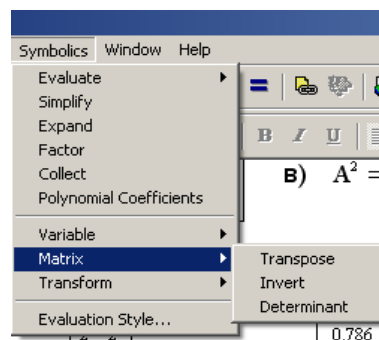 Symbolics Window Help
Evaluate
Simplify
Expand
Factor
Collect
Polynomial Coefficients
Variable
Matrix
Transform
Evaluation Style...
B I U
в) A² =
Transpose
Invert
Determinant
0.786